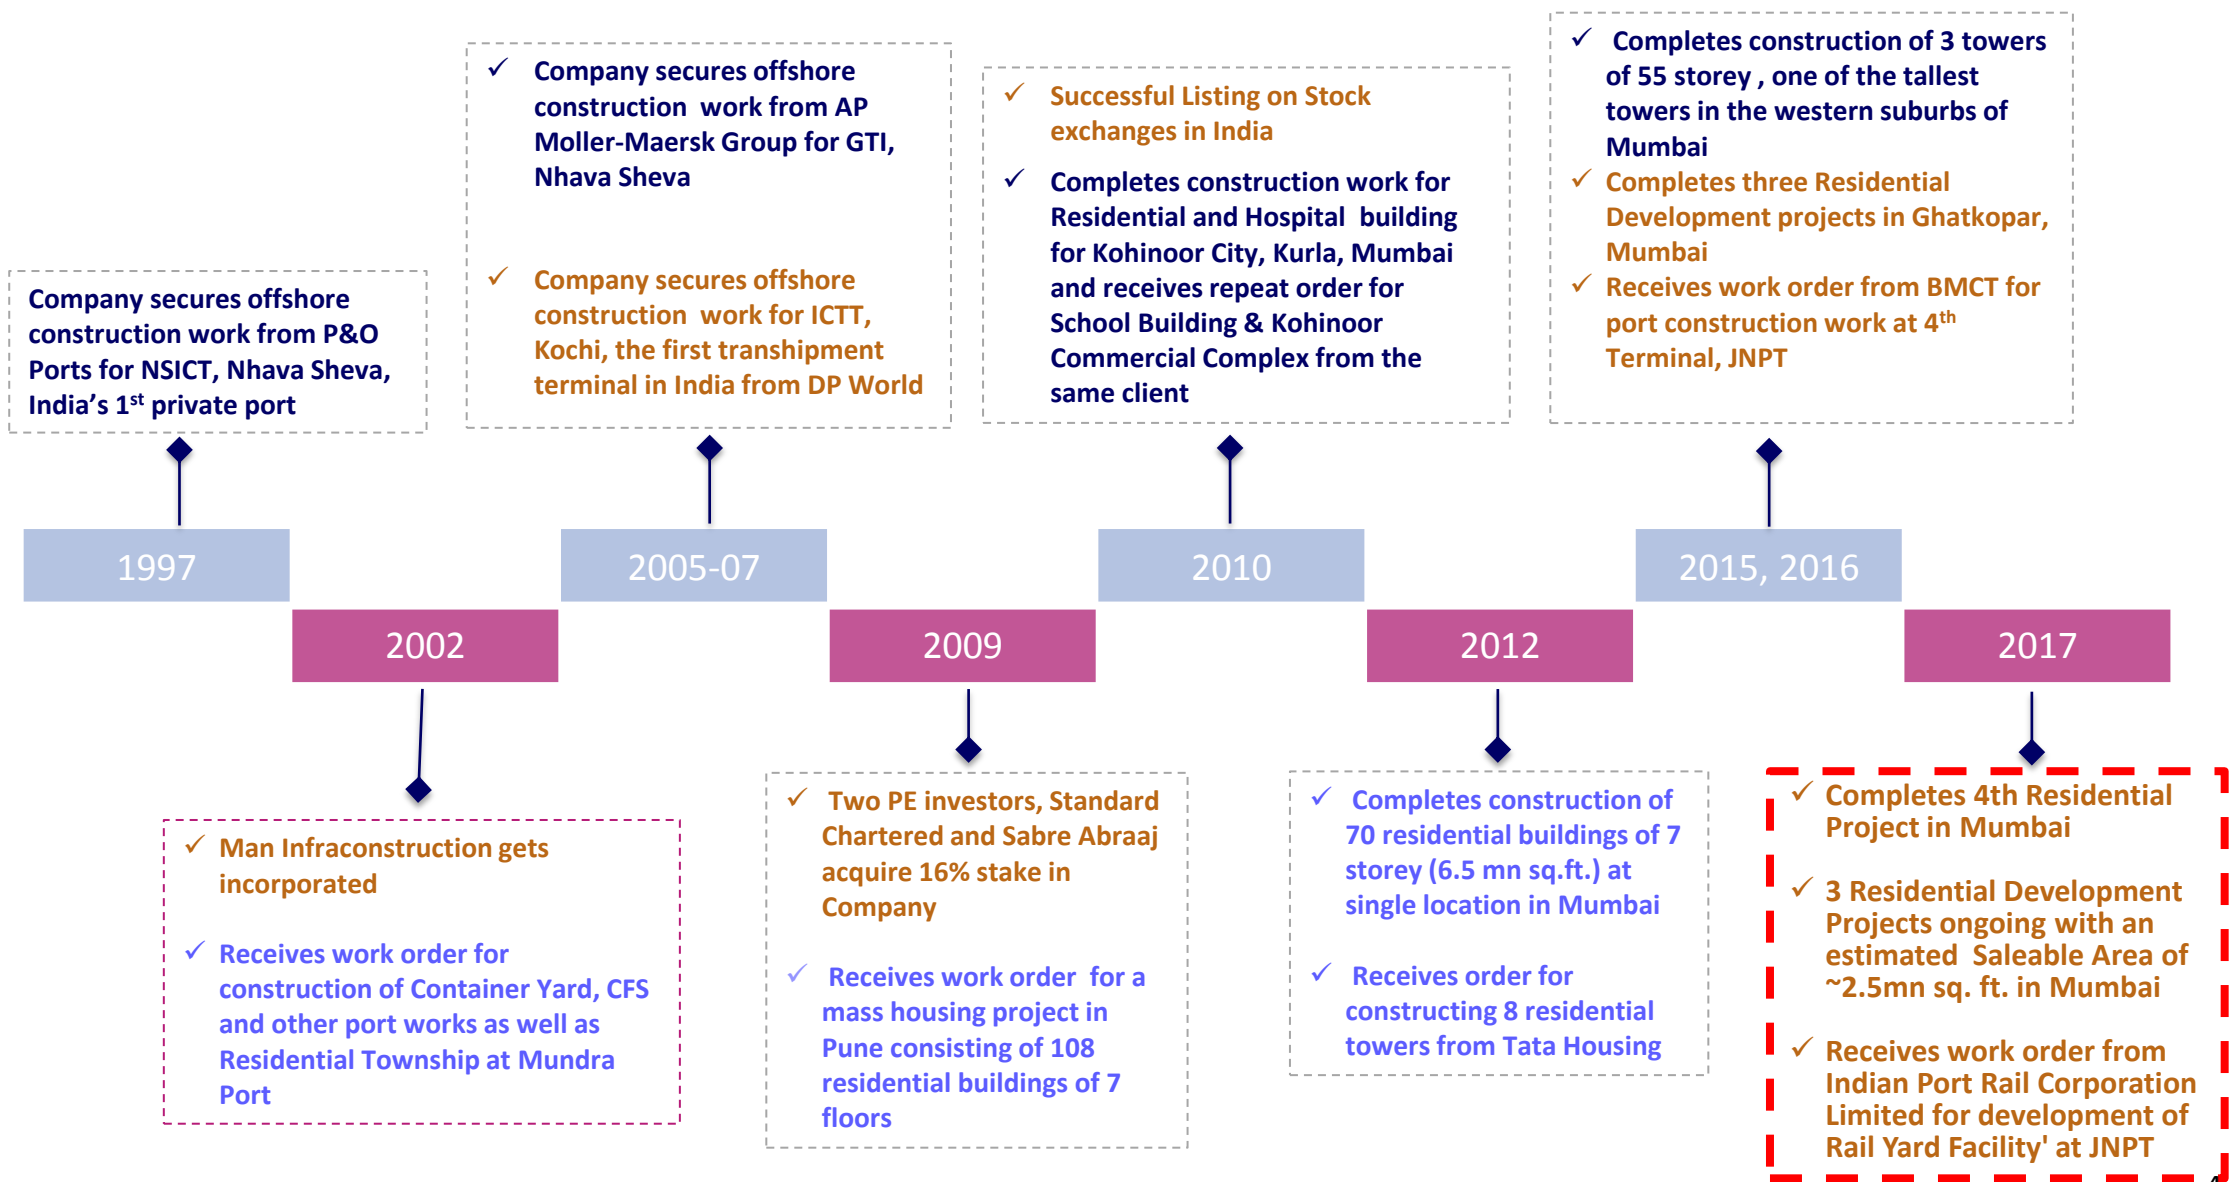 Company secures offshore
construction work from P&O
Ports for NSICT, Nhava Sheva,
India’s 1st private port
✓ Company secures offshore
construction work from AP
Moller-Maersk Group for GTI,
Nhava Sheva
✓ Company secures offshore
construction work for ICTT,
Kochi, the first transhipment
terminal in India from DP World
✓ Successful Listing on Stock
exchanges in India
✓ Completes construction work for
Residential and Hospital building
for Kohinoor City, Kurla, Mumbai
and receives repeat order for
School Building & Kohinoor
Commercial Complex from the
same client
✓ Completes construction of 3 towers
of 55 storey , one of the tallest
towers in the western suburbs of
Mumbai
✓ Completes three Residential
Development projects in Ghatkopar,
Mumbai
✓ Receives work order from BMCT for
port construction work at 4th
Terminal, JNPT
1997
2005-07
2010
2015, 2016
2002
2009
2012
2017
✓ Man Infraconstruction gets
incorporated
✓ Receives work order for
construction of Container Yard, CFS
and other port works as well as
Residential Township at Mundra
Port
✓ Two PE investors, Standard
Chartered and Sabre Abraaj
acquire 16% stake in
Company
✓ Receives work order for a
mass housing project in
Pune consisting of 108
residential buildings of 7
floors
✓ Completes construction of
70 residential buildings of 7
storey (6.5 mn sq.ft.) at
single location in Mumbai
✓ Receives order for
constructing 8 residential
towers from Tata Housing
✓ Completes 4th Residential
Project in Mumbai
✓ 3 Residential Development
Projects ongoing with an
estimated Saleable Area of
~2.5mn sq. ft. in Mumbai
✓ Receives work order from
Indian Port Rail Corporation
Limited for development of
Rail Yard Facility' at JNPT